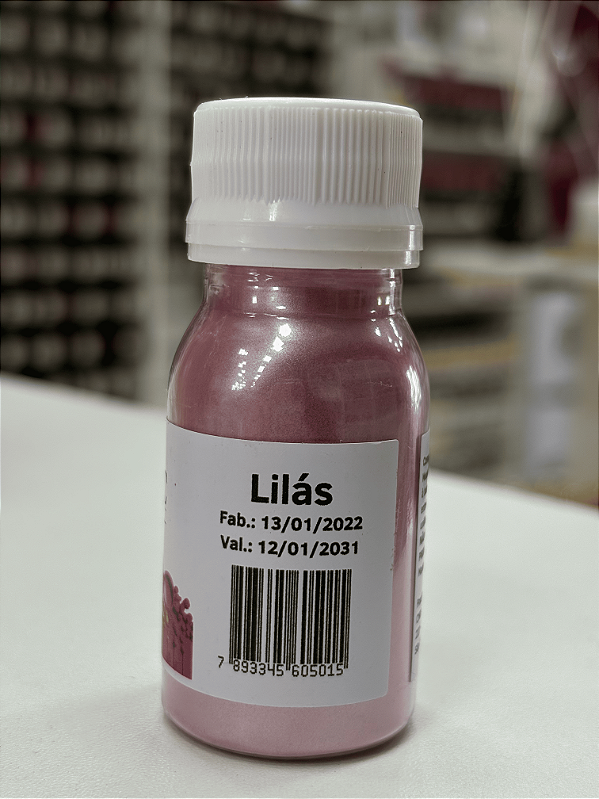 Lilás
Fab.: 13/01/2022
Val.: 12/01/2031
7 893345 605015